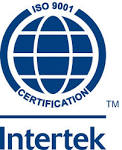 ISO 9001
CERTIFICATION
TM
Intertek